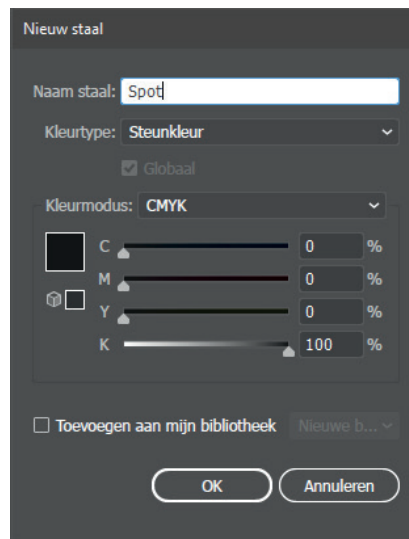 Nieuw staal
Naam staal: Spot
Kleurtype: Steunkleur
Globaal
Kleurmodus: CMYK
C 0 %
M 0 %
Y 0 %
K 100 %
Toevoegen aan mijn bibliotheek Nieuwe b...
OK Annuleren